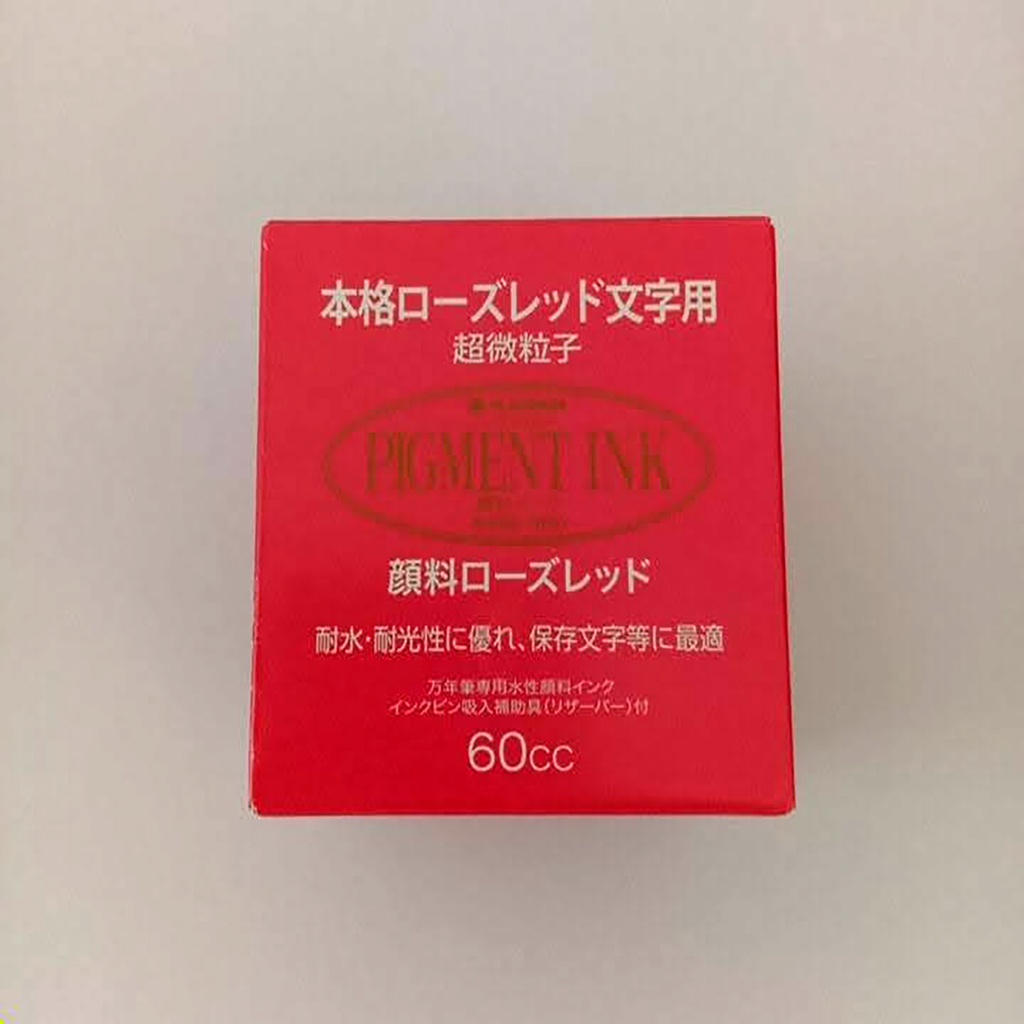 本格ローズレッド文字用
超微粒子
PIGMENT INK
顔料ローズレッド
耐水・耐光性に優れ、保存文字等に最適
万年筆専用水性顔料インク
インクビン吸入補助具(リザーバー)付
60cc